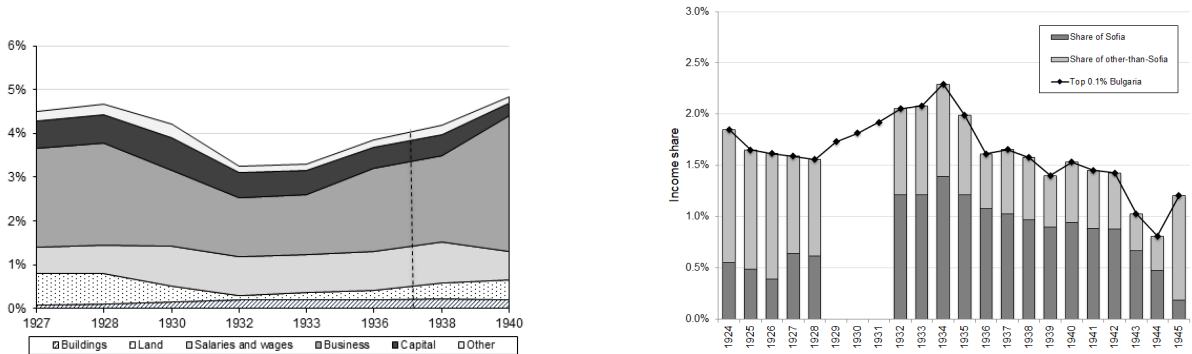 6%
5%
4%
3%
2%
1%
0%
1927 1928 1930 1932 1933 1936 1938 1940
Buildings Land Salaries and wages Business Capital Other
Income share
3.0%
2.5%
2.0%
1.5%
1.0%
0.5%
0.0%
Share of Sofia
Share of other-than-Sofia
Top 0.1% Bulgaria
1924 1925 1926 1927 1928 1929 1930 1931 1932 1933 1934 1935 1936 1937 1938 1939 1940 1941 1942 1943 1944 1945